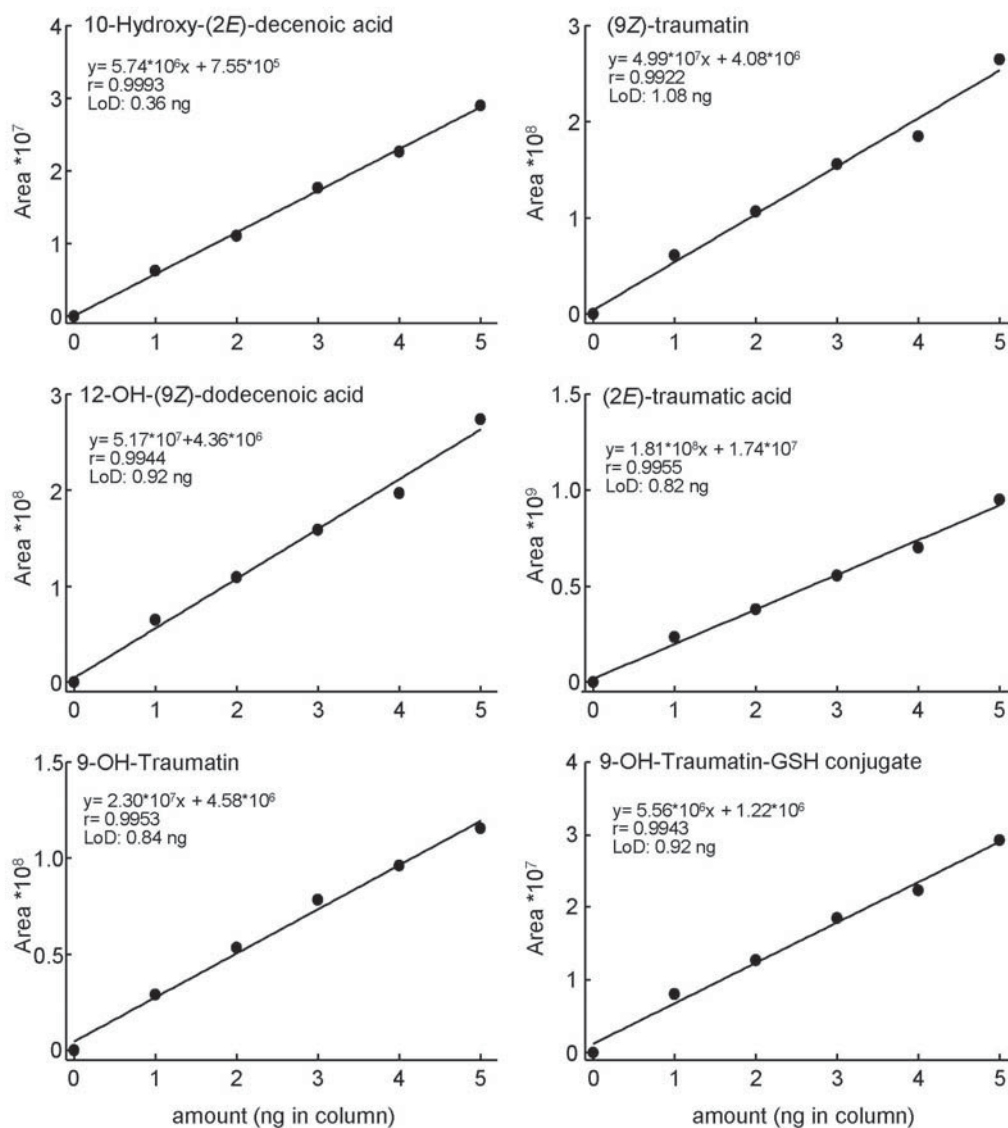 10-Hydroxy-(2E)-decenoic acid
y= 5.74*10⁶x + 7.55*10⁵
r= 0.9993
LoD: 0.36 ng
Area *10⁷
4
3
2
1
0
0 1 2 3 4 5
(9Z)-traumatin
y= 4.99*10⁷x + 4.08*10⁶
r= 0.9922
LoD: 1.08 ng
Area *10⁸
3
2
1
0
0 1 2 3 4 5
12-OH-(9Z)-dodecenoic acid
y= 5.17*10⁷+4.36*10⁶
r= 0.9944
LoD: 0.92 ng
Area *10⁸
3
2
1
0
0 1 2 3 4 5
(2E)-traumatic acid
y= 1.81*10⁸x + 1.74*10⁷
r= 0.9955
LoD: 0.82 ng
Area *10⁹
1.5
1.0
0.5
0
0 1 2 3 4 5
9-OH-Traumatin
y= 2.30*10⁷x + 4.58*10⁶
r= 0.9953
LoD: 0.84 ng
Area *10⁸
1.5
1.0
0.5
0
0 1 2 3 4 5
amount (ng in column)
9-OH-Traumatin-GSH conjugate
y= 5.56*10⁶x + 1.22*10⁶
r= 0.9943
LoD: 0.92 ng
Area *10⁷
4
3
2
1
0
0 1 2 3 4 5
amount (ng in column)